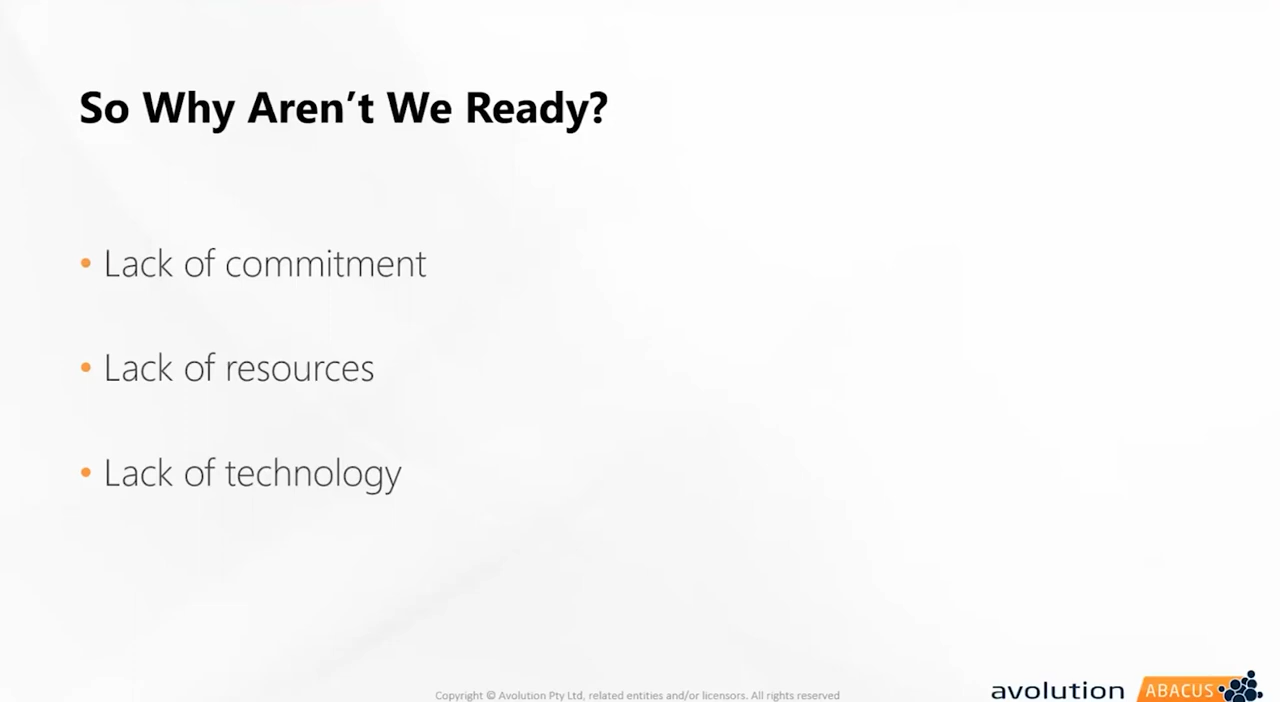 So Why Aren’t We Ready?
• Lack of commitment
• Lack of resources
• Lack of technology
Copyright © Avolution Pty Ltd, related entities and/or licensors. All rights reserved
avolution ABACUS